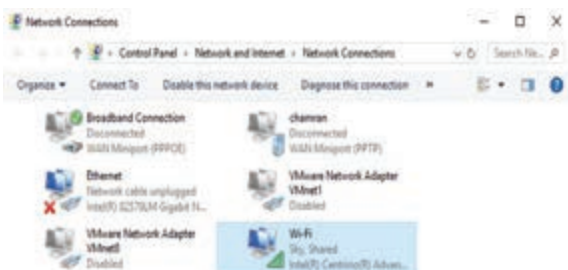 Network Connections
Control Panel › Network and Internet › Network Connections
Search Ne...
Organize
Connect To
Disable this network device
Diagnose this connection
»
Broadband Connection
Disconnected
WAN Miniport (PPPOE)
chamran
Disconnected
WAN Miniport (PPTP)
Ethernet
Network cable unplugged
Intel(R) 82579LM Gigabit N...
VMware Network Adapter
VMnet1
Disabled
VMware Network Adapter
VMnet8
Disabled
Wi-Fi
Sky, Shared
Intel(R) Centrino(R) Advan...